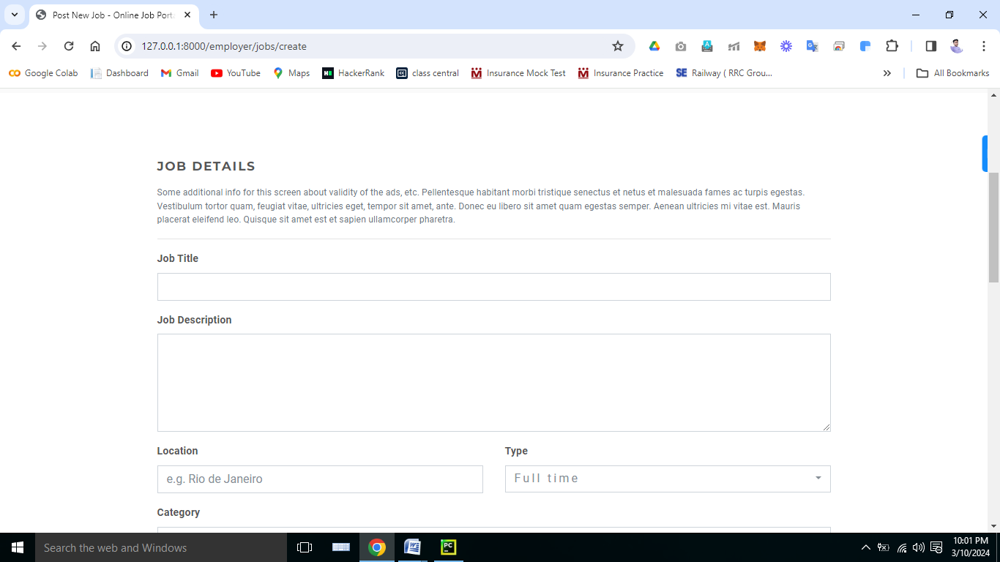 Post New Job - Online Job Port
127.0.0.1:8000/employer/jobs/create
Google Colab Dashboard Gmail YouTube Maps HackerRank class central Insurance Mock Test Insurance Practice Railway ( RRC Grou... All Bookmarks
JOB DETAILS
Some additional info for this screen about validity of the ads, etc. Pellentesque habitant morbi tristique senectus et netus et malesuada fames ac turpis egestas.
Vestibulum tortor quam, feugiat vitae, ultricies eget, tempor sit amet, ante. Donec eu libero sit amet quam egestas semper. Aenean ultricies mi vitae est. Mauris
placerat eleifend leo. Quisque sit amet est et sapien ullamcorper pharetra.
Job Title
Job Description
Location Type
e.g. Rio de Janeiro Full time
Category
Search the web and Windows
10:01 PM
3/10/2024